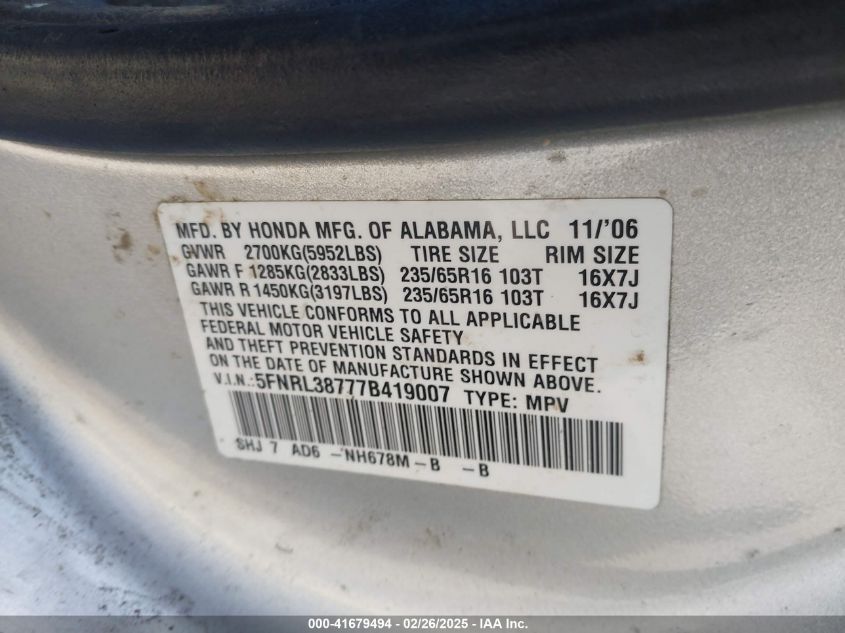 MFD. BY HONDA MFG. OF ALABAMA, LLC 11/'06
GVWR 2700KG(5952LBS) TIRE SIZE RIM SIZE
GAWR F 1285KG(2833LBS) 235/65R16 103T 16X7J
GAWR R 1450KG(3197LBS) 235/65R16 103T 16X7J
THIS VEHICLE CONFORMS TO ALL APPLICABLE
FEDERAL MOTOR VEHICLE SAFETY
AND THEFT PREVENTION STANDARDS IN EFFECT
ON THE DATE OF MANUFACTURE SHOWN ABOVE.
V.I.N.:5FNRL38777B419007 TYPE: MPV
SHJ 7 AD6 -NH678M-B -B
000-41679494 - 02/26/2025 - IAA Inc.